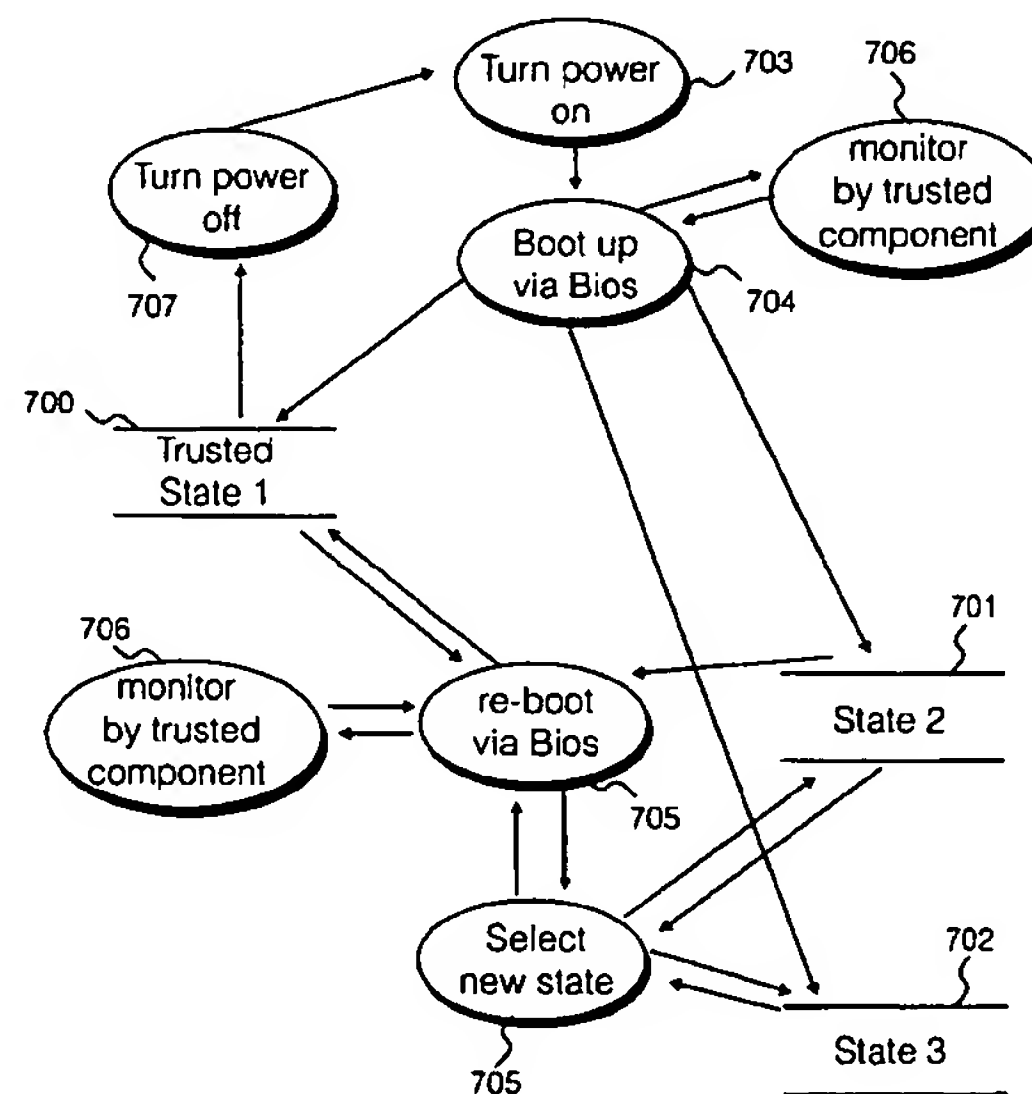 Turn power
on
703
706
monitor
by trusted
component
Turn power
off
707
Boot up
via Bios
704
700
Trusted
State 1
701
State 2
706
monitor
by trusted
component
re-boot
via Bios
705
Select
new state
705
702
State 3